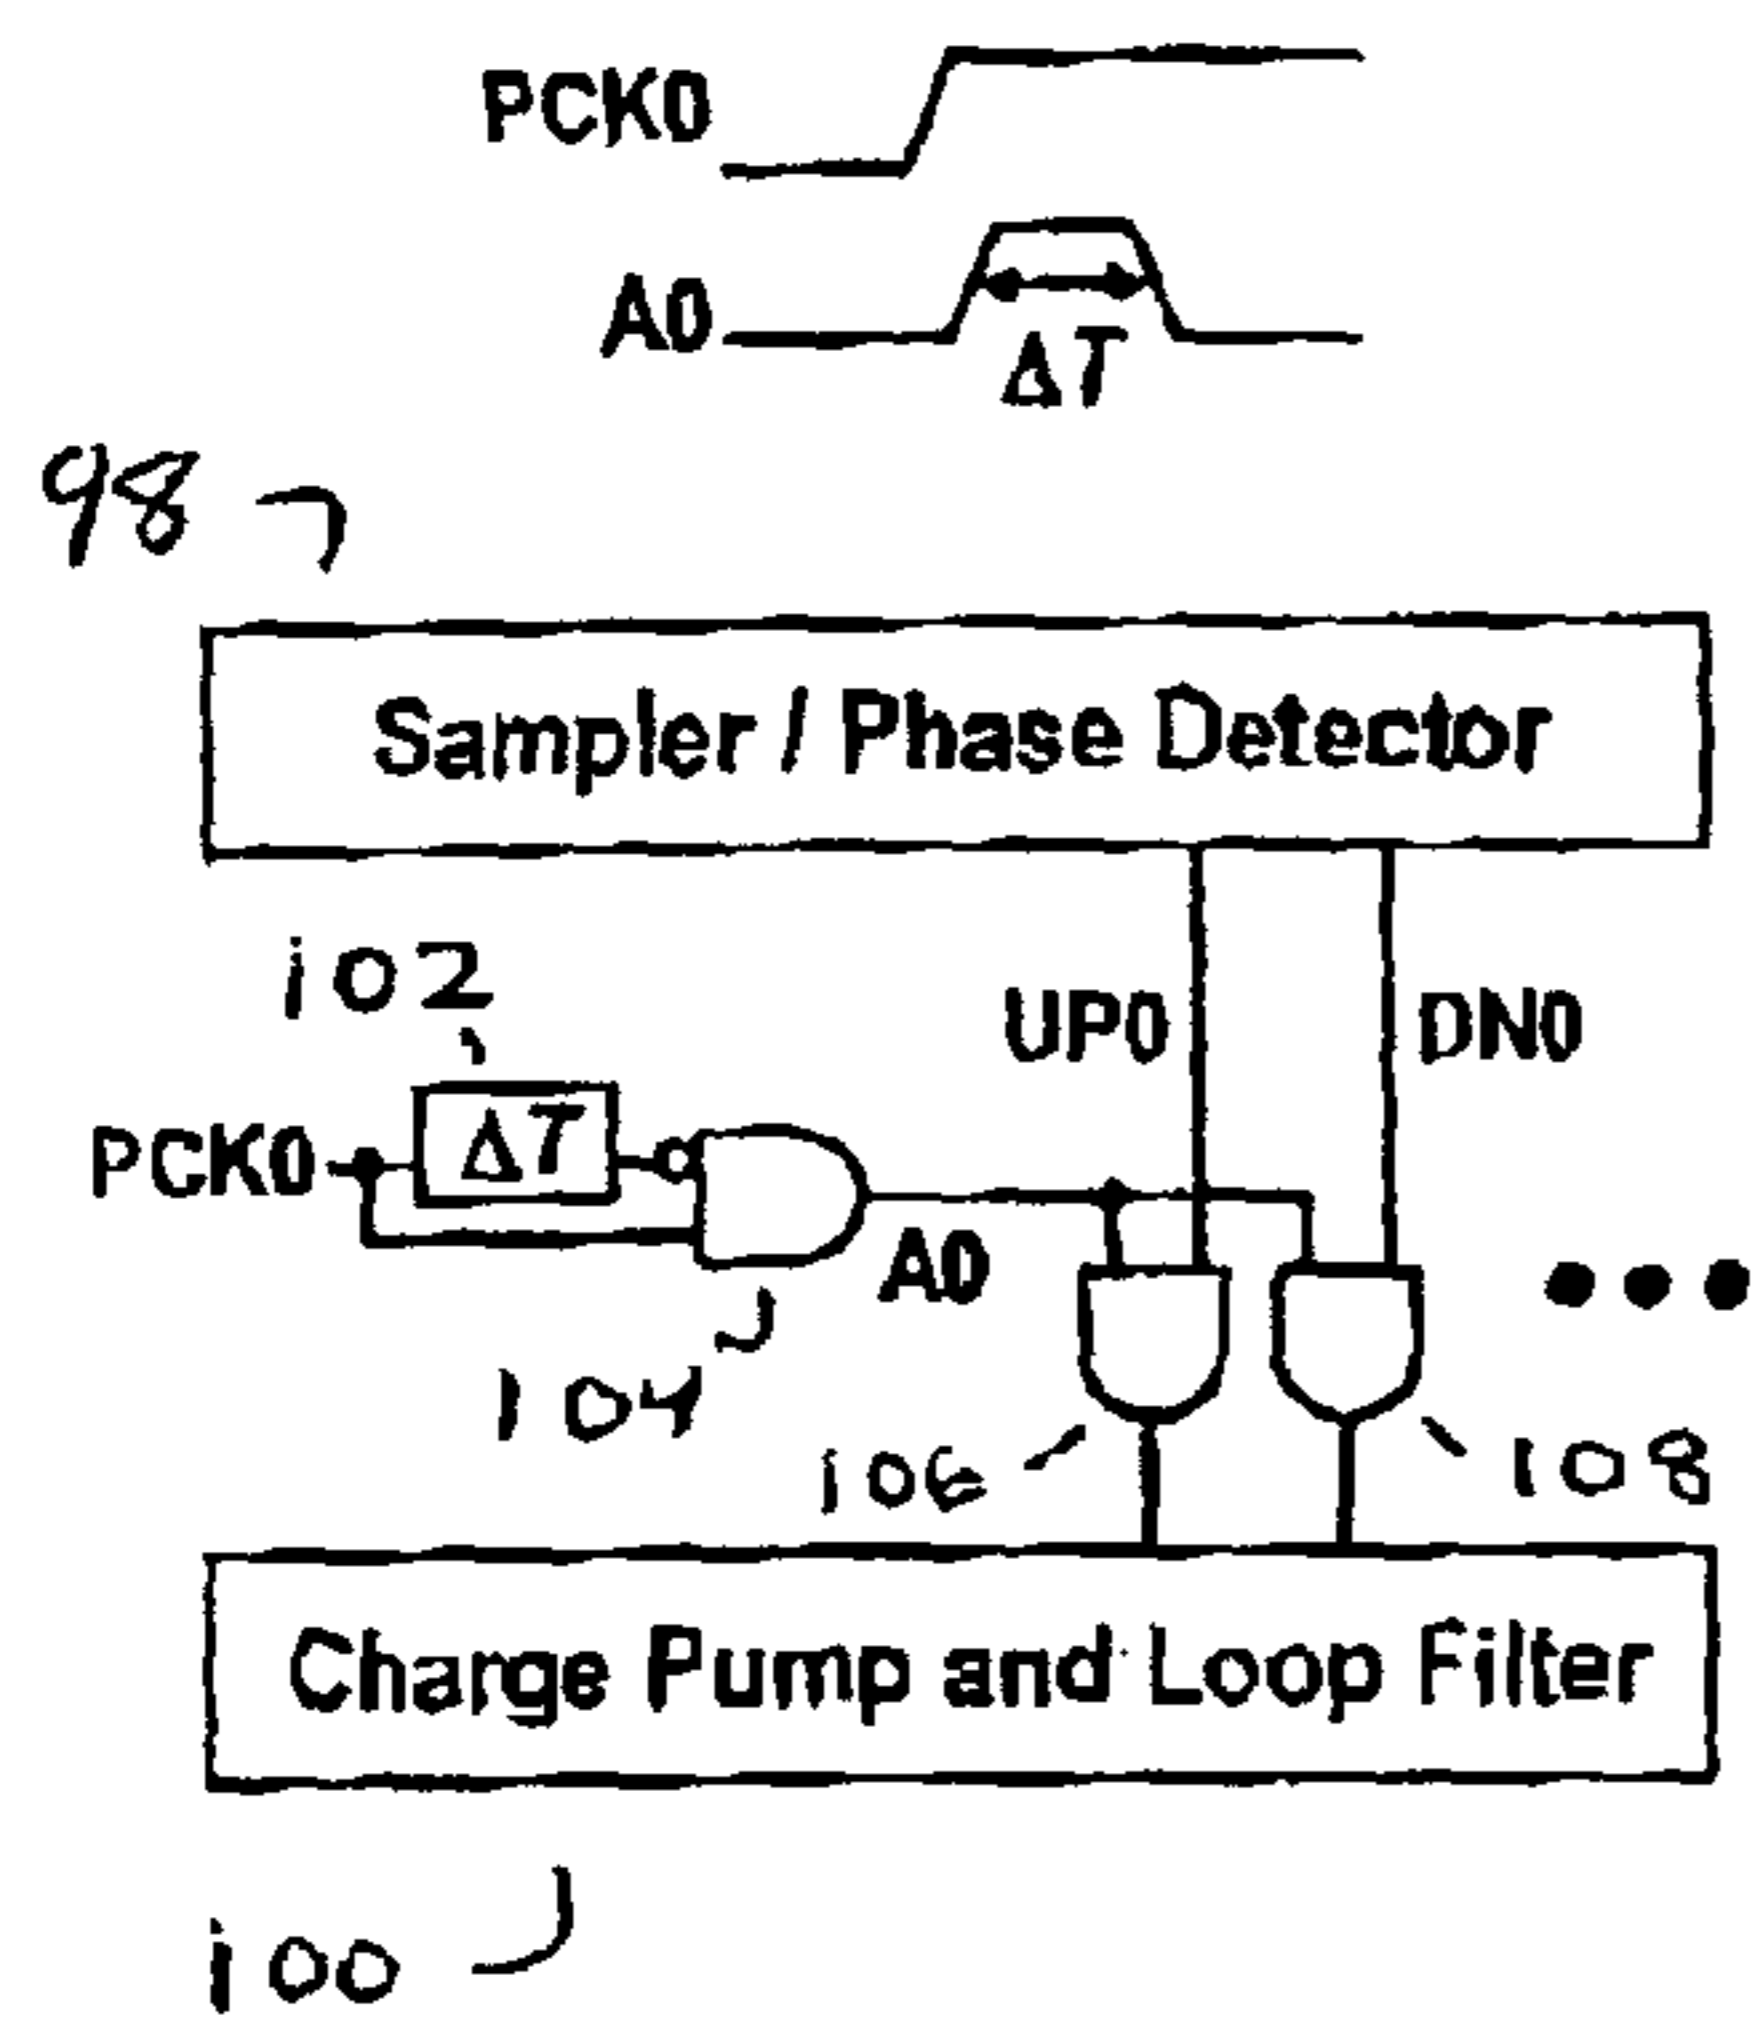 PCK0
A0
ΔT
98
Sampler / Phase Detector
102
UP0 DN0
PCK0 ΔT
A0
104
106 108
Charge Pump and Loop Filter
100